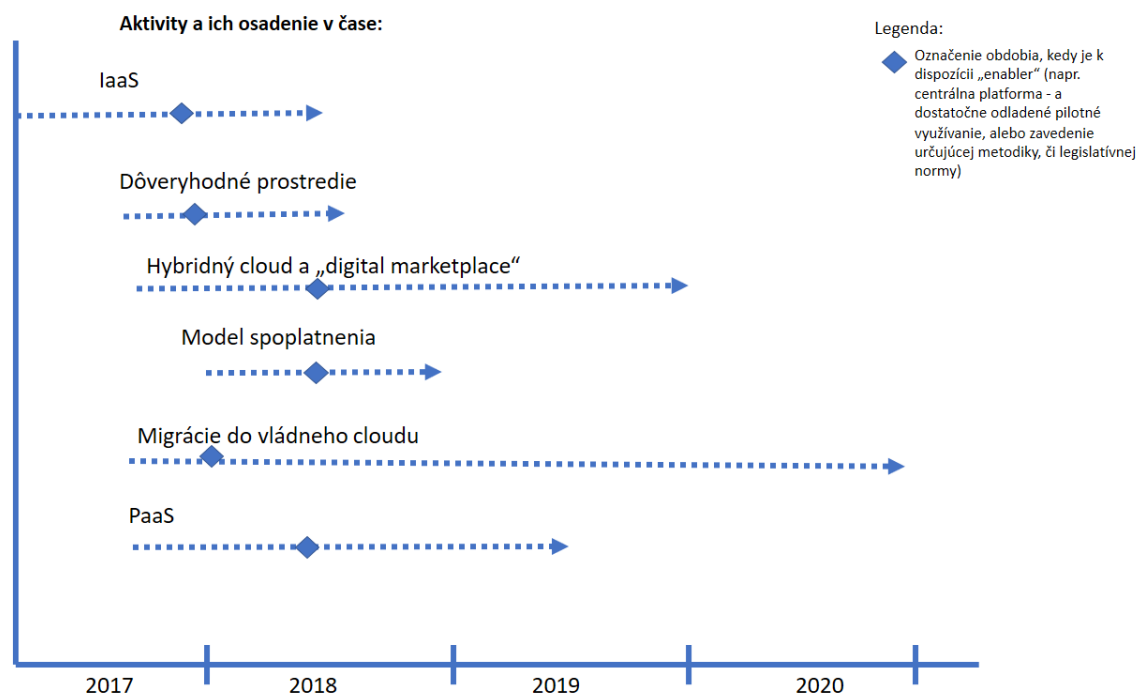 Aktivity a ich osadenie v čase:
Legenda:
Označenie obdobia, kedy je k
dispozícii „enabler“ (napr.
centrálna platforma - a
dostatočne odladené pilotné
využívanie, alebo zavedenie
určujúcej metodiky, či legislatívnej
normy)
IaaS
Dôveryhodné prostredie
Hybridný cloud a „digital marketplace“
Model spoplatnenia
Migrácie do vládneho cloudu
PaaS
2017
2018
2019
2020